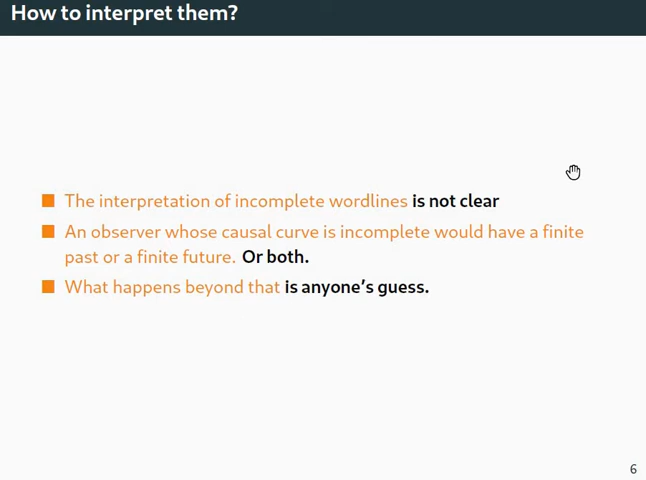 How to interpret them?
The interpretation of incomplete wordlines is not clear
An observer whose causal curve is incomplete would have a finite
past or a finite future. Or both.
What happens beyond that is anyone's guess.
6